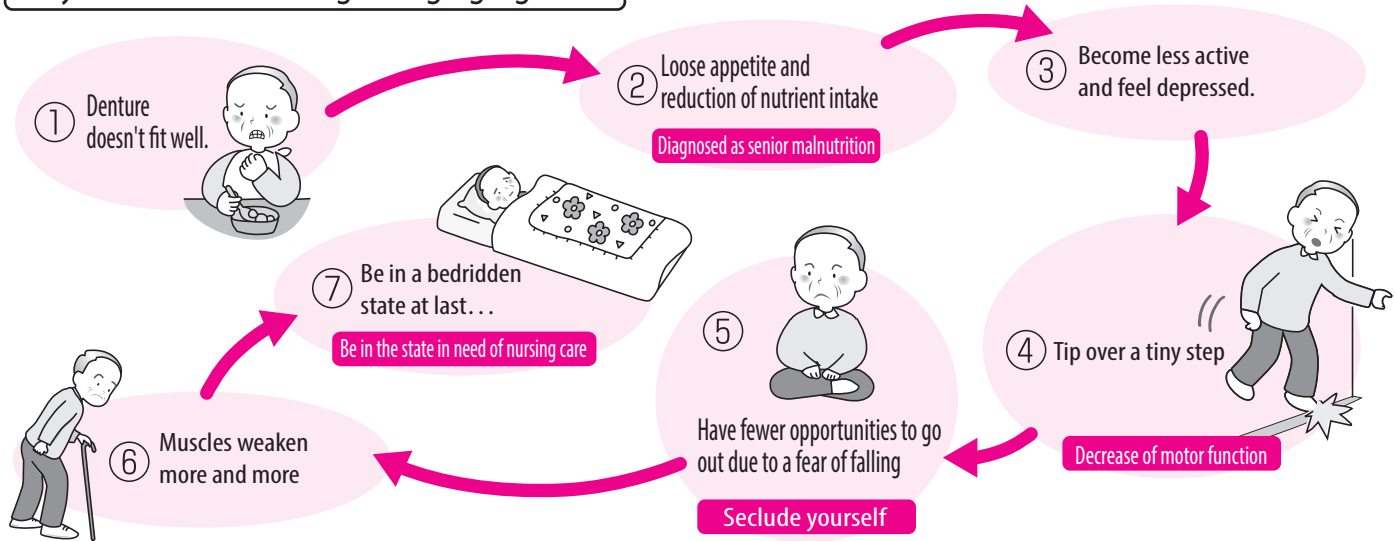 ① Denture
doesn't fit well.
② Loose appetite and
reduction of nutrient intake
Diagnosed as senior malnutrition
③ Become less active
and feel depressed.
④ Tip over a tiny step
Decrease of motor function
⑤
Have fewer opportunities to go
out due to a fear of falling
Seclude yourself
⑥ Muscles weaken
more and more
⑦ Be in a bedridden
state at last...
Be in the state in need of nursing care